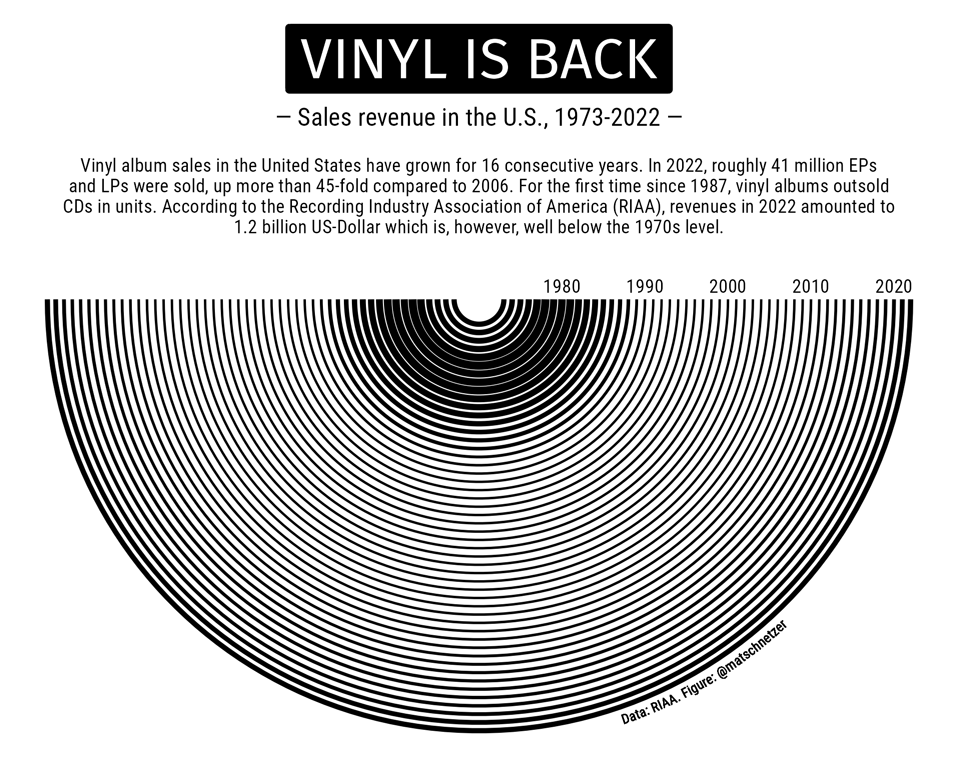 VINYL IS BACK
— Sales revenue in the U.S., 1973-2022 —
Vinyl album sales in the United States have grown for 16 consecutive years. In 2022, roughly 41 million EPs
and LPs were sold, up more than 45-fold compared to 2006. For the first time since 1987, vinyl albums outsold
CDs in units. According to the Recording Industry Association of America (RIAA), revenues in 2022 amounted to
1.2 billion US-Dollar which is, however, well below the 1970s level.
1980 1990 2000 2010 2020
Data: RIAA. Figure: @matschnetzer